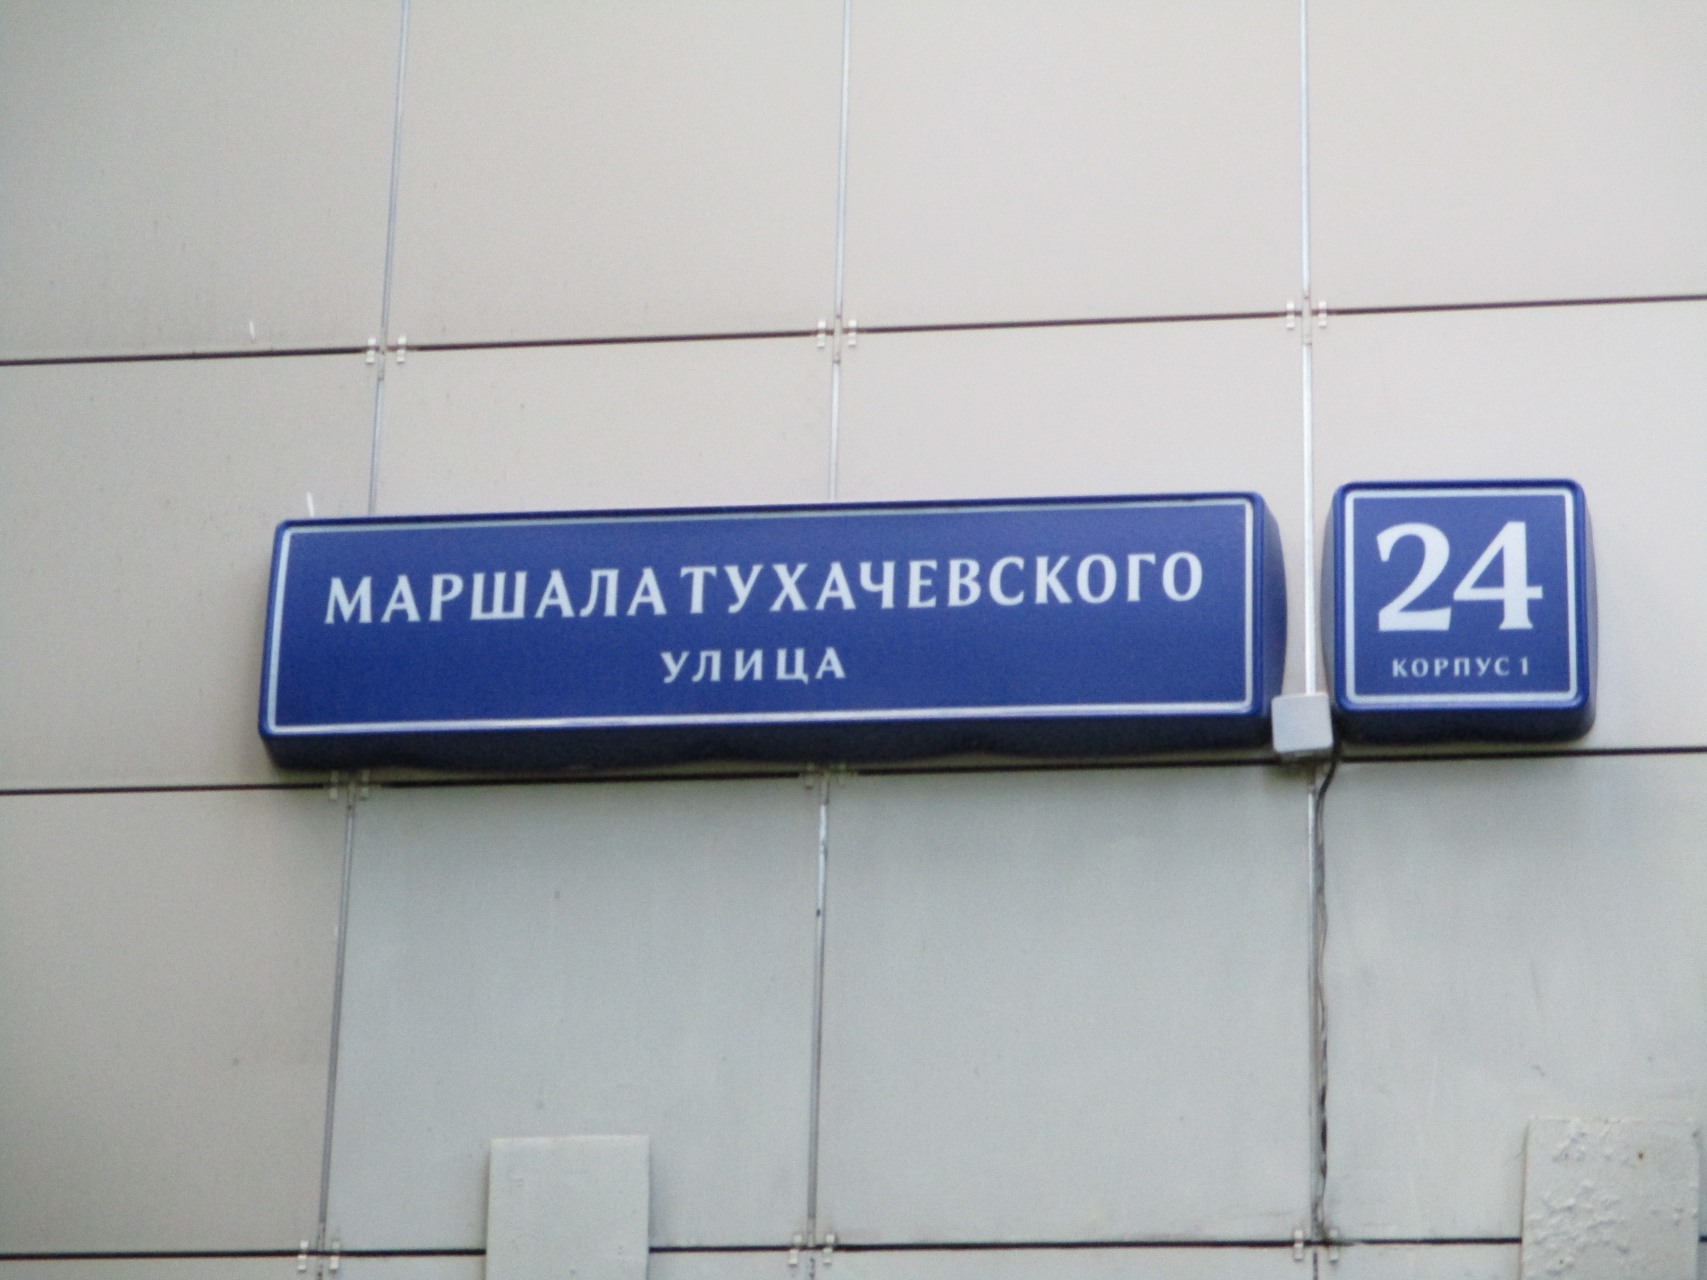 МАРШАЛА ТУХАЧЕВСКОГО
УЛИЦА
24
КОРПУС 1